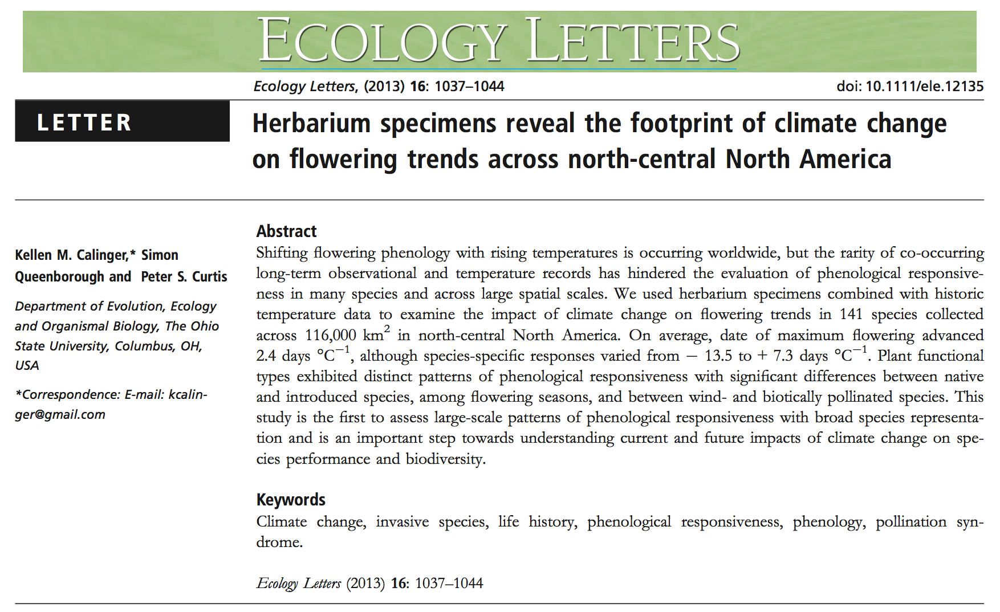 ECOLOGY LETTERS
Ecology Letters, (2013) 16: 1037–1044
doi: 10.1111/ele.12135
LETTER
Herbarium specimens reveal the footprint of climate change
on flowering trends across north-central North America
Kellen M. Calinger,* Simon
Queenborough and Peter S. Curtis
Department of Evolution, Ecology
and Organismal Biology, The Ohio
State University, Columbus, OH,
USA
*Correspondence: E-mail: kcalin-
ger@gmail.com
Abstract
Shifting flowering phenology with rising temperatures is occurring worldwide, but the rarity of co-occurring
long-term observational and temperature records has hindered the evaluation of phenological responsive-
ness in many species and across large spatial scales. We used herbarium specimens combined with historic
temperature data to examine the impact of climate change on flowering trends in 141 species collected
across 116,000 km² in north-central North America. On average, date of maximum flowering advanced
2.4 days °C⁻¹, although species-specific responses varied from − 13.5 to + 7.3 days °C⁻¹. Plant functional
types exhibited distinct patterns of phenological responsiveness with significant differences between native
and introduced species, among flowering seasons, and between wind- and biotically pollinated species. This
study is the first to assess large-scale patterns of phenological responsiveness with broad species representa-
tion and is an important step towards understanding current and future impacts of climate change on spe-
cies performance and biodiversity.
Keywords
Climate change, invasive species, life history, phenological responsiveness, phenology, pollination syn-
drome.
Ecology Letters (2013) 16: 1037–1044